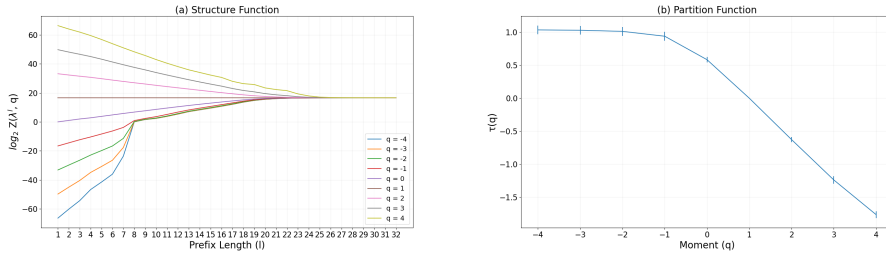 (a) Structure Function
log₂ Z(λˡ, q)
60
40
20
0
−20
−40
−60
q = -4
q = -3
q = -2
q = -1
q = 0
q = 1
q = 2
q = 3
q = 4
1 2 3 4 5 6 7 8 9 10 11 12 13 14 15 16 17 18 19 20 21 22 23 24 25 26 27 28 29 30 31 32
Prefix Length (l)
(b) Partition Function
τ(q)
1.0
0.5
0.0
−0.5
−1.0
−1.5
−4 −3 −2 −1 0 1 2 3 4
Moment (q)